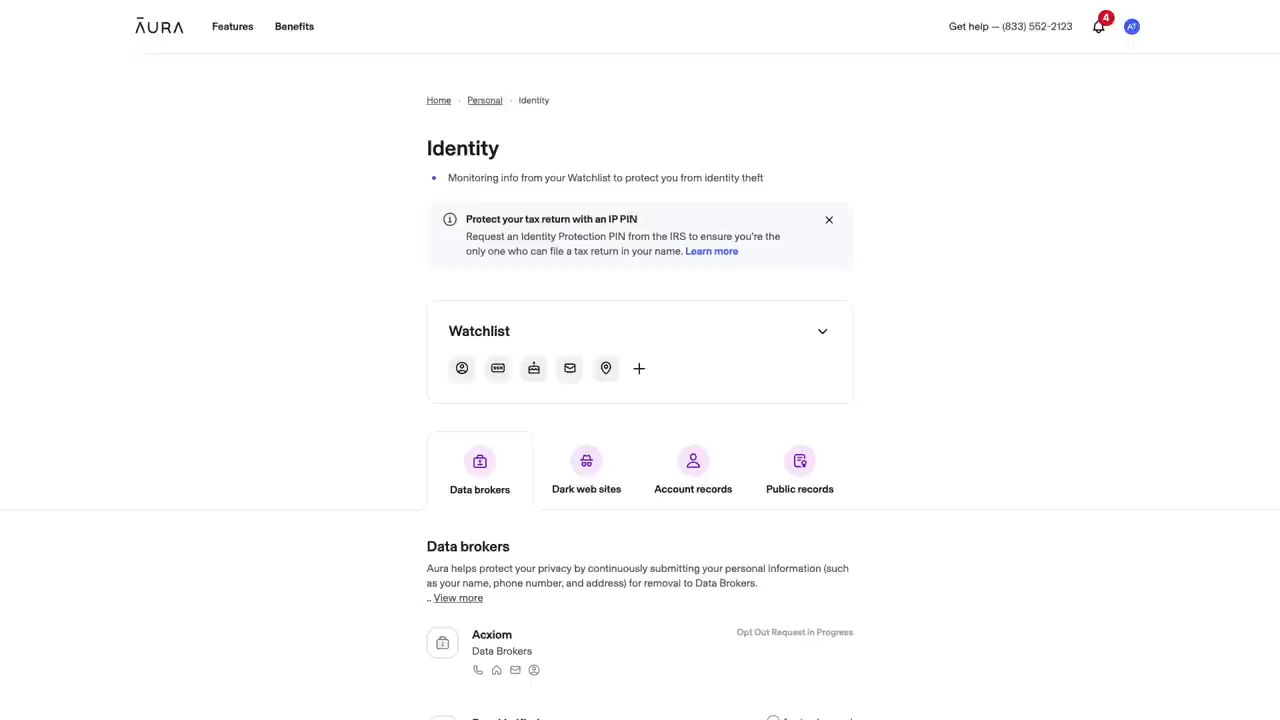 ĀURA Features Benefits Get help — (833) 552-2123 4 AT
Home · Personal · Identity
Identity
• Monitoring info from your Watchlist to protect you from identity theft
Protect your tax return with an IP PIN
Request an Identity Protection PIN from the IRS to ensure you're the
only one who can file a tax return in your name. Learn more
Watchlist
SSN
Data brokers Dark web sites Account records Public records
Data brokers
Aura helps protect your privacy by continuously submitting your personal information (such
as your name, phone number, and address) for removal to Data Brokers.
.. View more
Acxiom Opt Out Request in Progress
Data Brokers